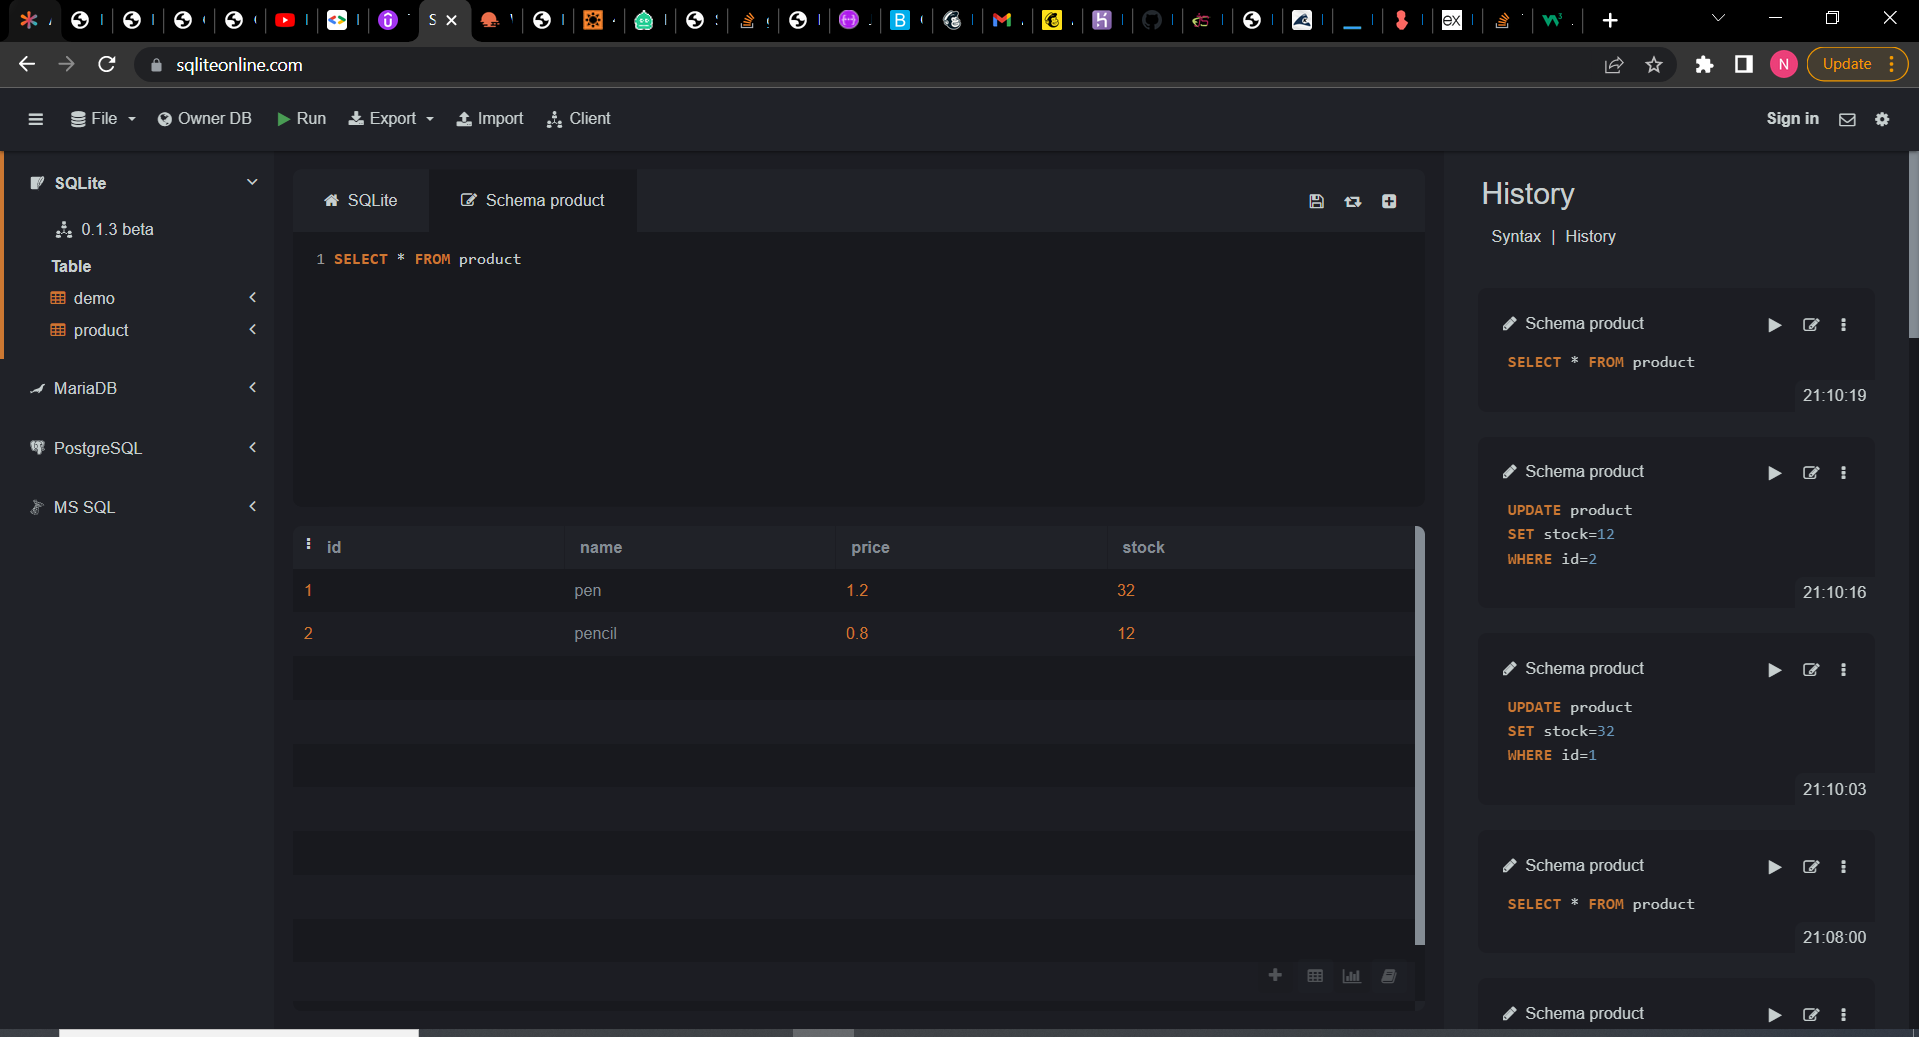 S
N
sqliteonline.com
Update
File
Owner DB
Run
Export
Import
Client
Sign in
SQLite
0.1.3 beta
Table
demo
product
MariaDB
PostgreSQL
MS SQL
SQLite
Schema product
1 SELECT * FROM product
id name price stock
1 pen 1.2 32
2 pencil 0.8 12
History
Syntax | History
Schema product
SELECT * FROM product
21:10:19
Schema product
UPDATE product
SET stock=12
WHERE id=2
21:10:16
Schema product
UPDATE product
SET stock=32
WHERE id=1
21:10:03
Schema product
SELECT * FROM product
21:08:00
Schema product